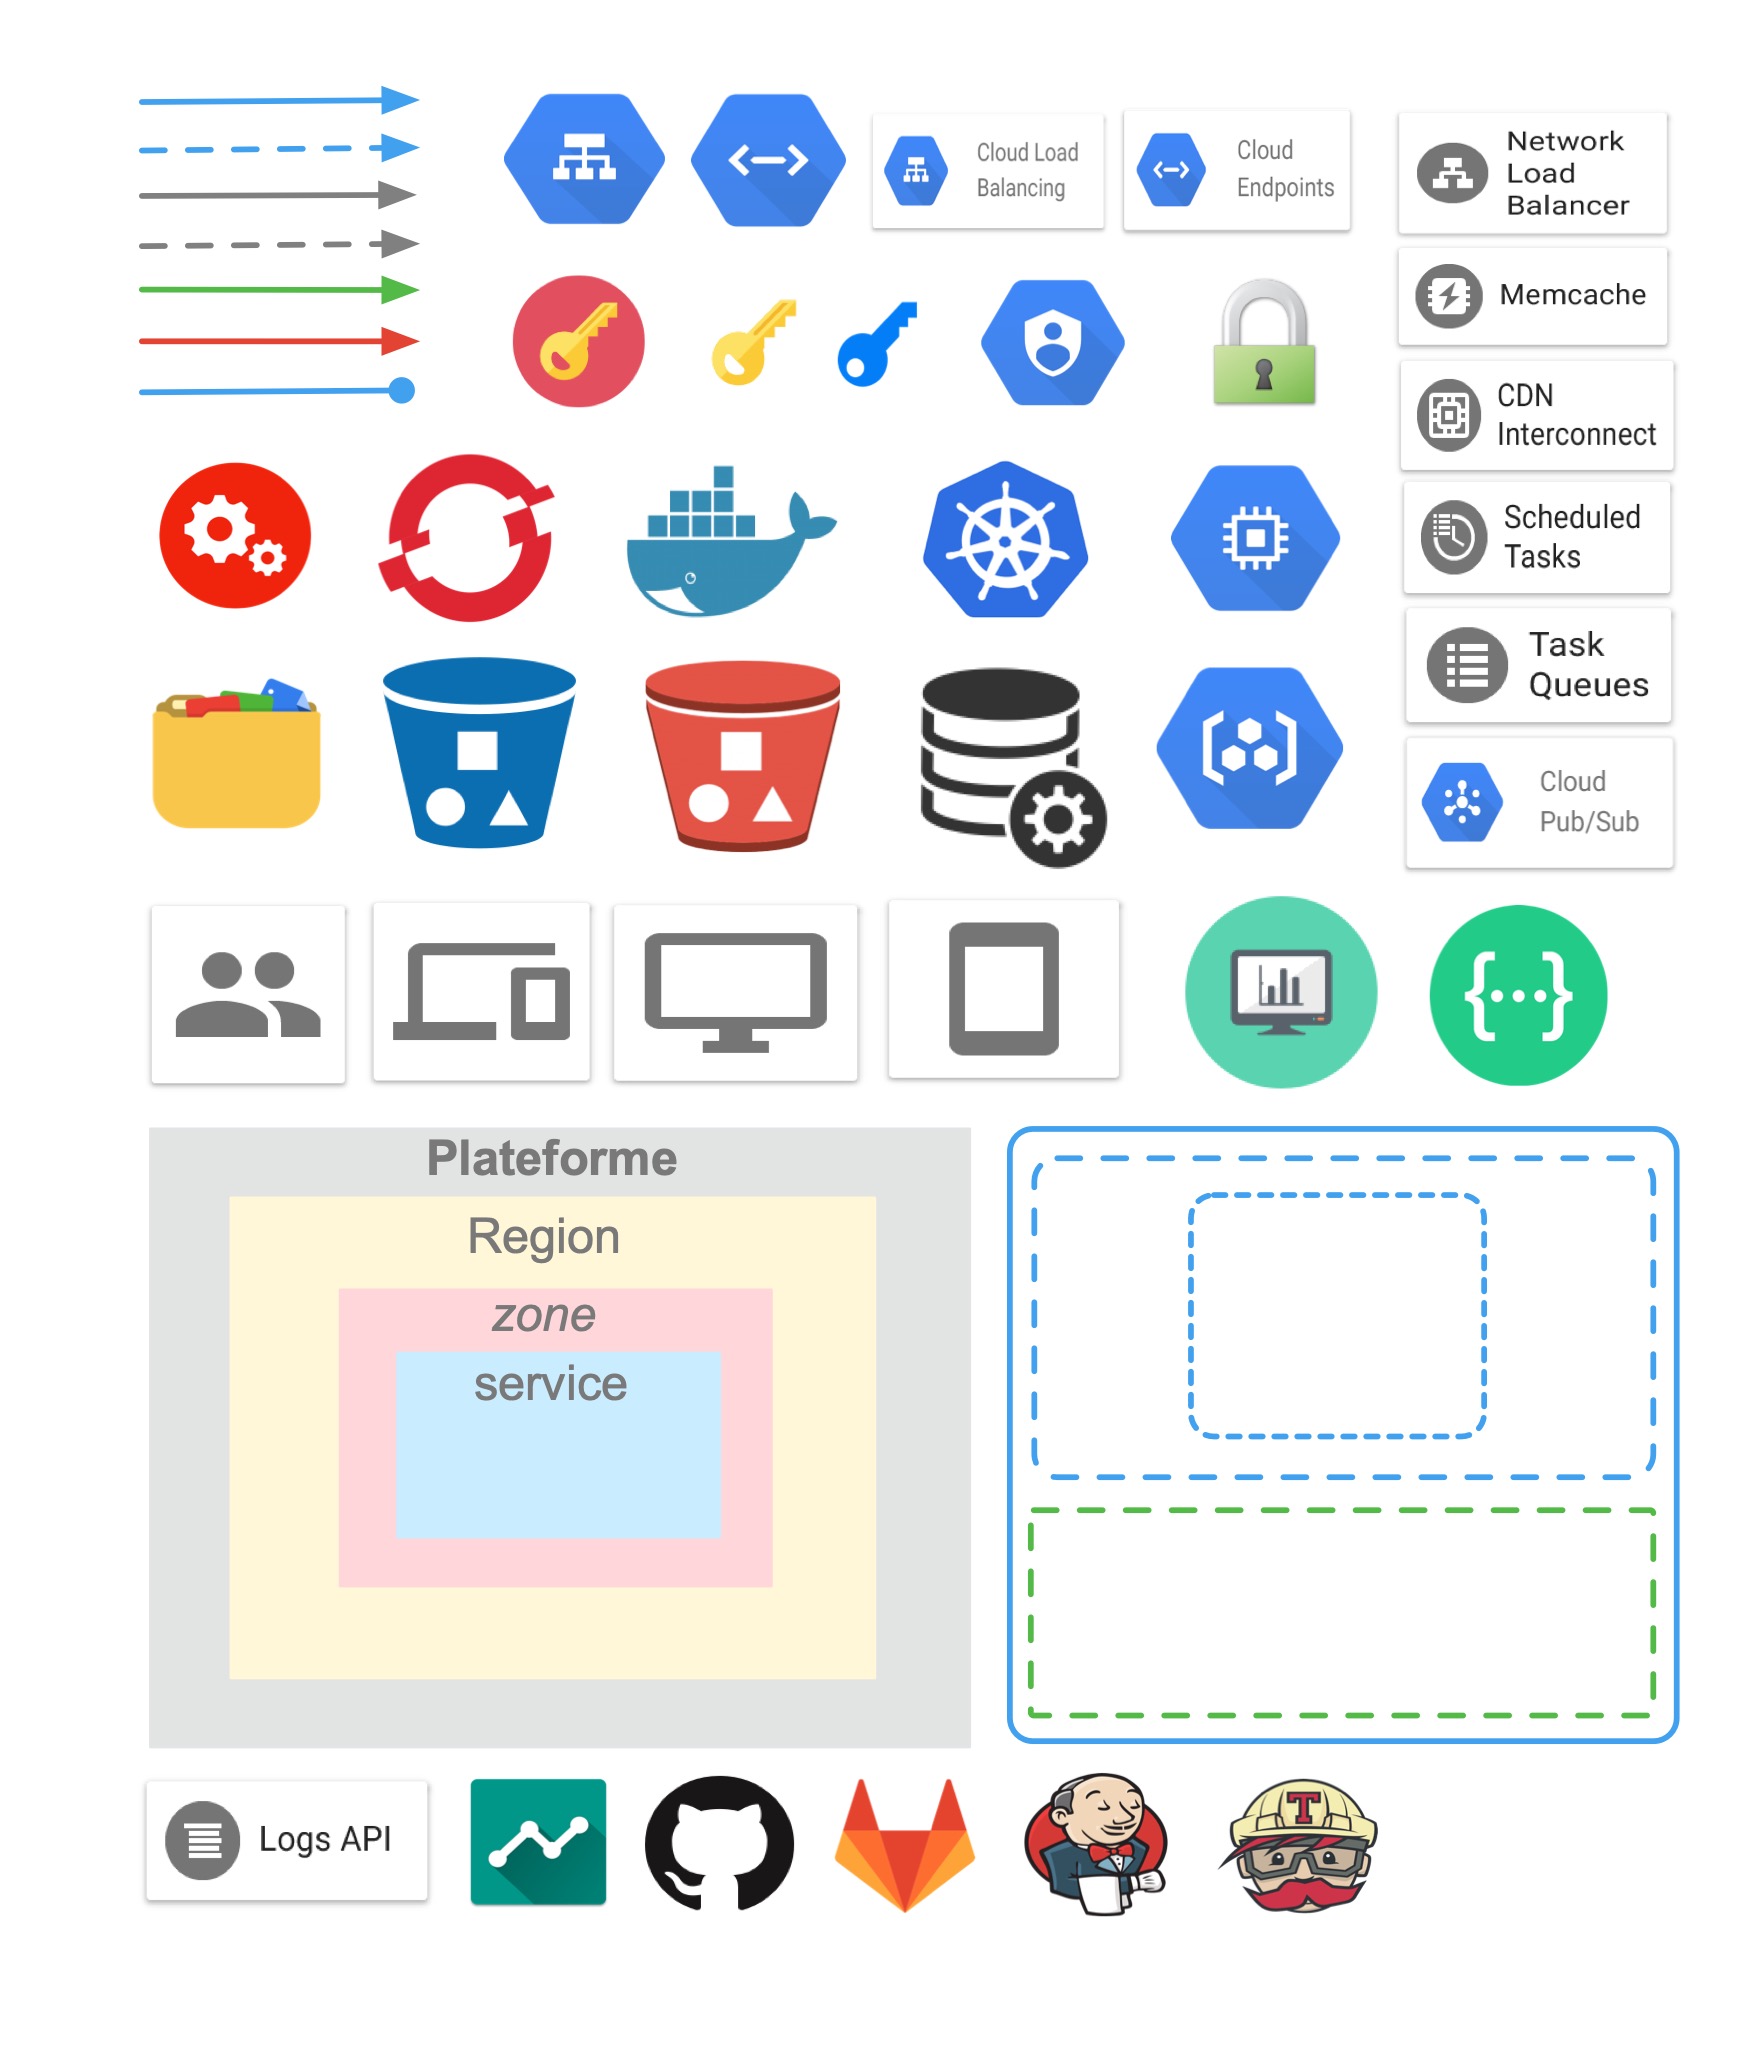 Cloud Load
Balancing
Cloud
Endpoints
Network
Load
Balancer
Memcache
CDN
Interconnect
Scheduled
Tasks
Task
Queues
Cloud
Pub/Sub
Plateforme
Region
zone
service
Logs API
T